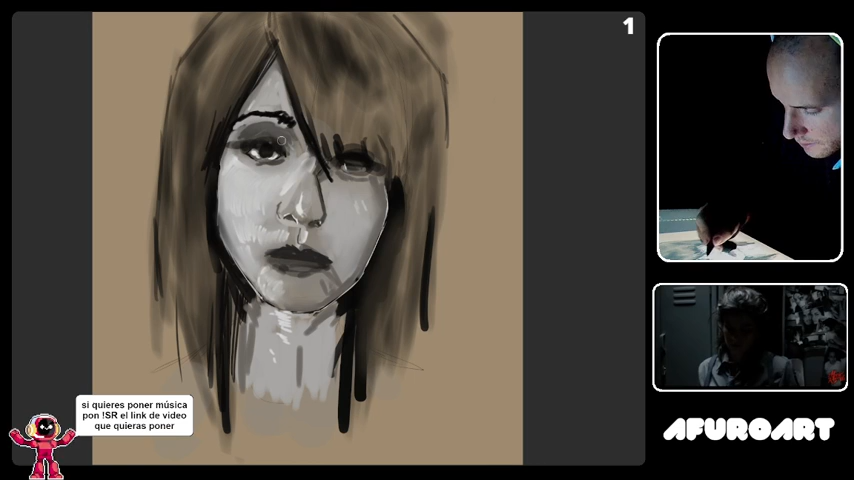 1
si quieres poner música
pon !SR el link de video
que quieras poner
AFUROART